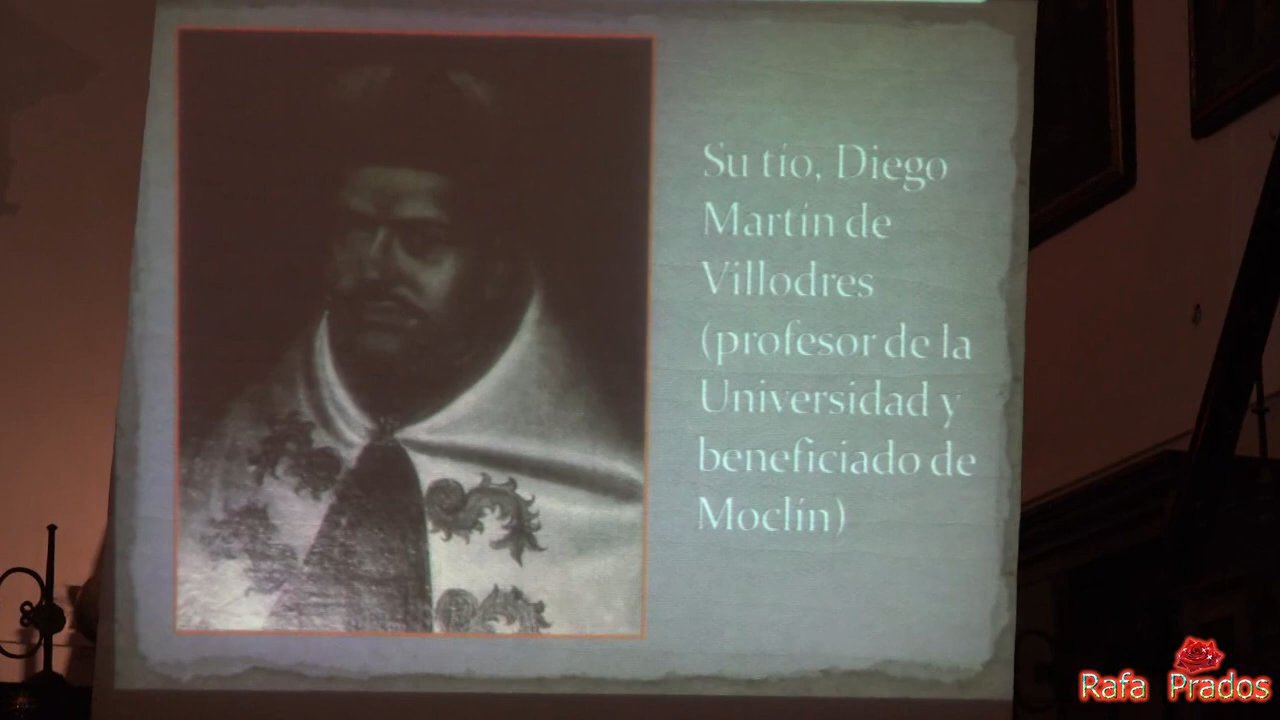 Su tío, Diego
Martín de
Villodres
(profesor de la
Universidad y
beneficiado de
Moclín)
Rafa Prados